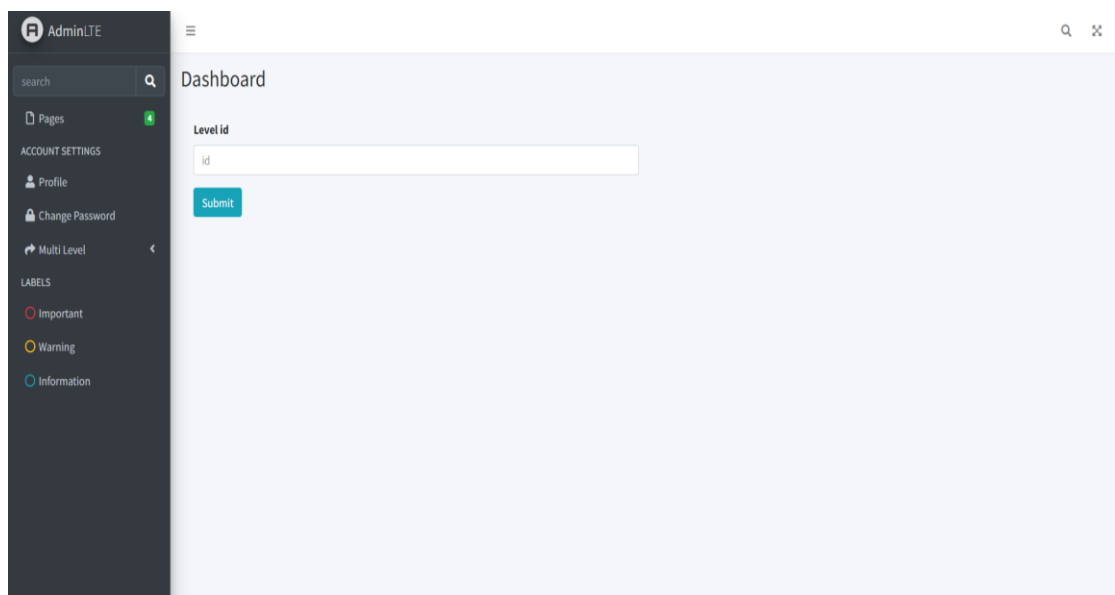 AdminLTE
search
Pages
4
ACCOUNT SETTINGS
Profile
Change Password
Multi Level
LABELS
Important
Warning
Information
Dashboard
Level id
id
Submit